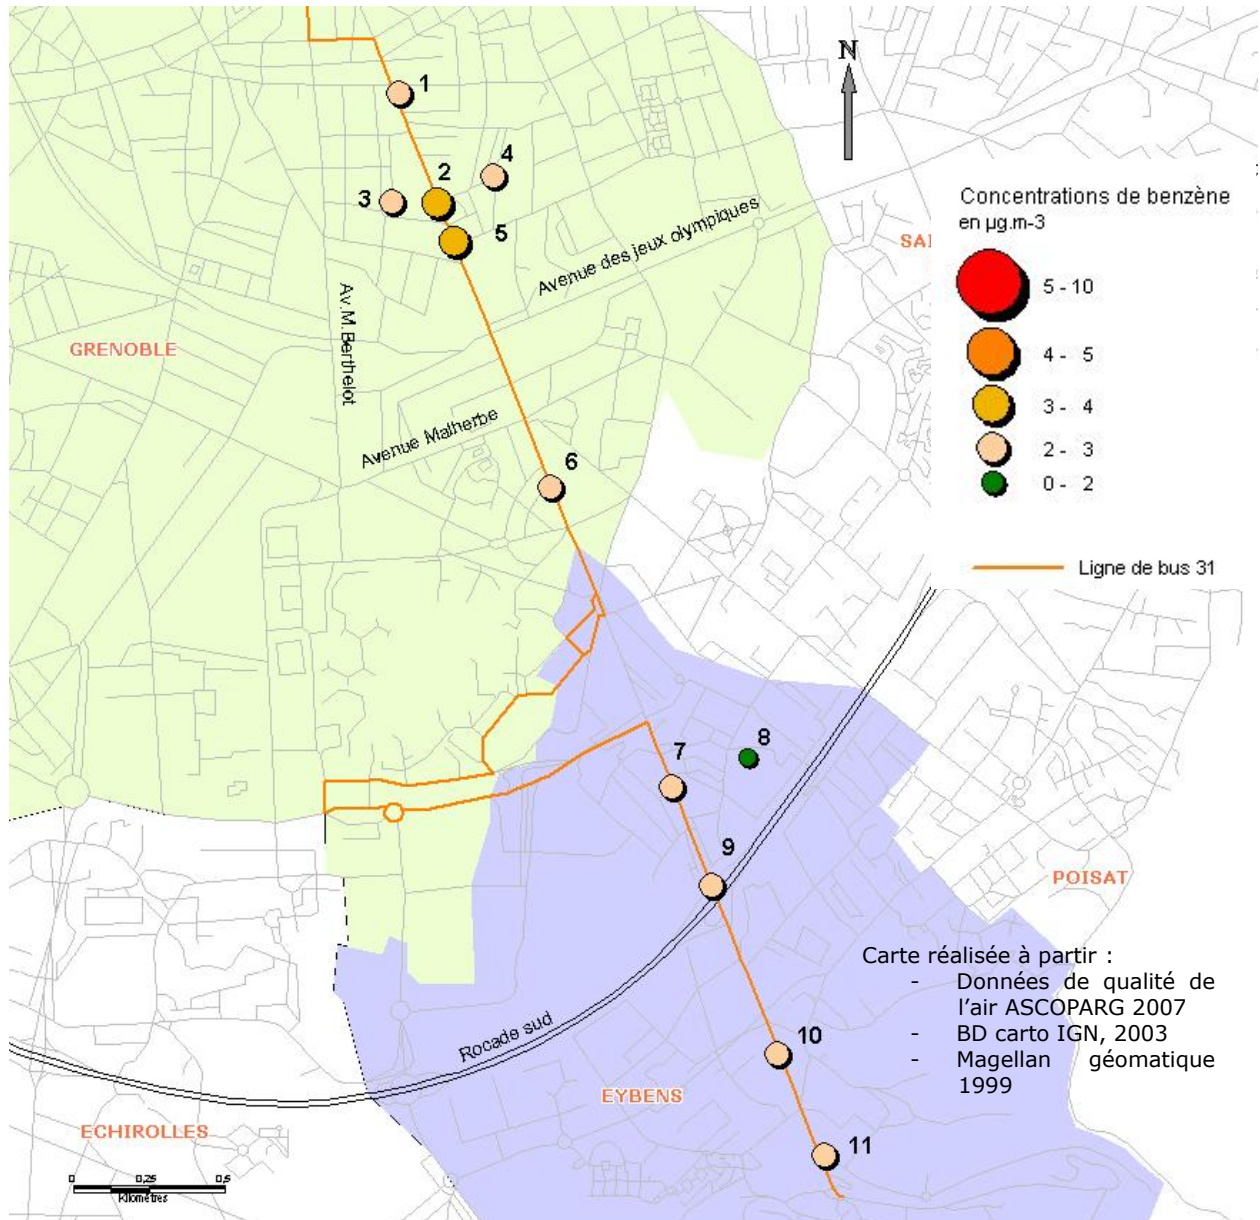 N
1
4
2
3
5
Avenue des jeux olympiques
Av.M.Berthelot
GRENOBLE
Avenue Malherbe
6
Concentrations de benzène
en µg.m-3
5 - 10
4 - 5
3 - 4
2 - 3
0 - 2
Ligne de bus 31
SAI
8
7
9
POISAT
Carte réalisée à partir :
- Données de qualité de
l'air ASCOPARG 2007
- BD carto IGN, 2003
- Magellan géomatique
1999
Rocade sud
10
EYBENS
ECHIROLLES
11
0 0,25 0,5
Kilomètres